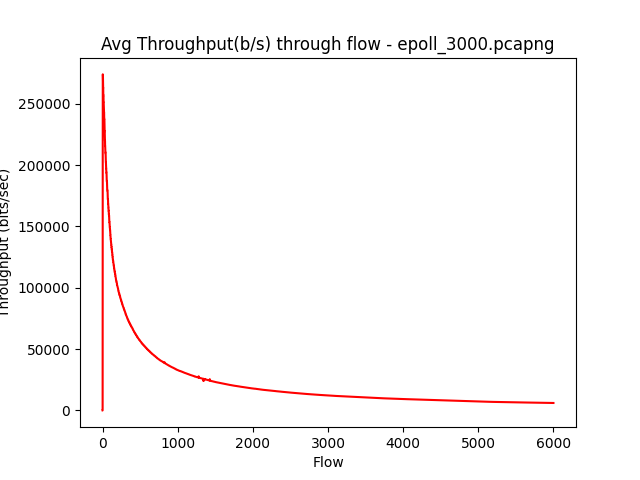 Avg Throughput(b/s) through flow - epoll_3000.pcapng
Throughput (bits/sec)
250000
200000
150000
100000
50000
0
0 1000 2000 3000 4000 5000 6000
Flow